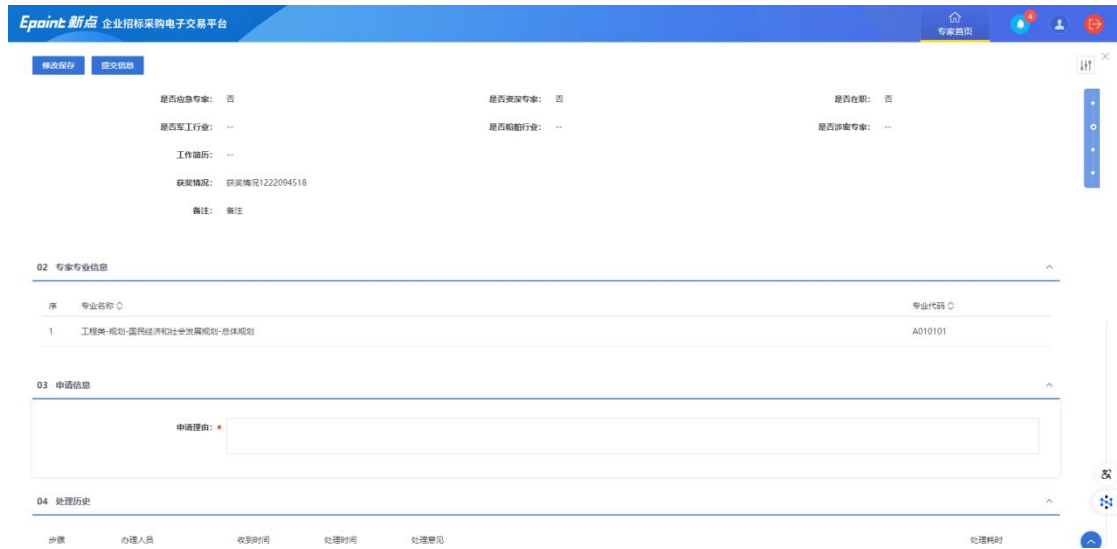 Epoint 新点 企业招标采购电子交易平台
专家首页
4
修改保存 提交信息
是否应急专家： 否 是否资深专家： 否 是否在职： 否
是否军工行业： -- 是否船舶行业： -- 是否涉密专家： --
工作简历： --
获奖情况： 获奖情况1222094518
备注： 备注
02 专家专业信息
序 专业名称 专业代码
1 工程类-规划-国民经济和社会发展规划-总体规划 A010101
03 申请信息
申请理由： *
04 处理历史
步骤 办理人员 收到时间 处理时间 处理意见 处理耗时